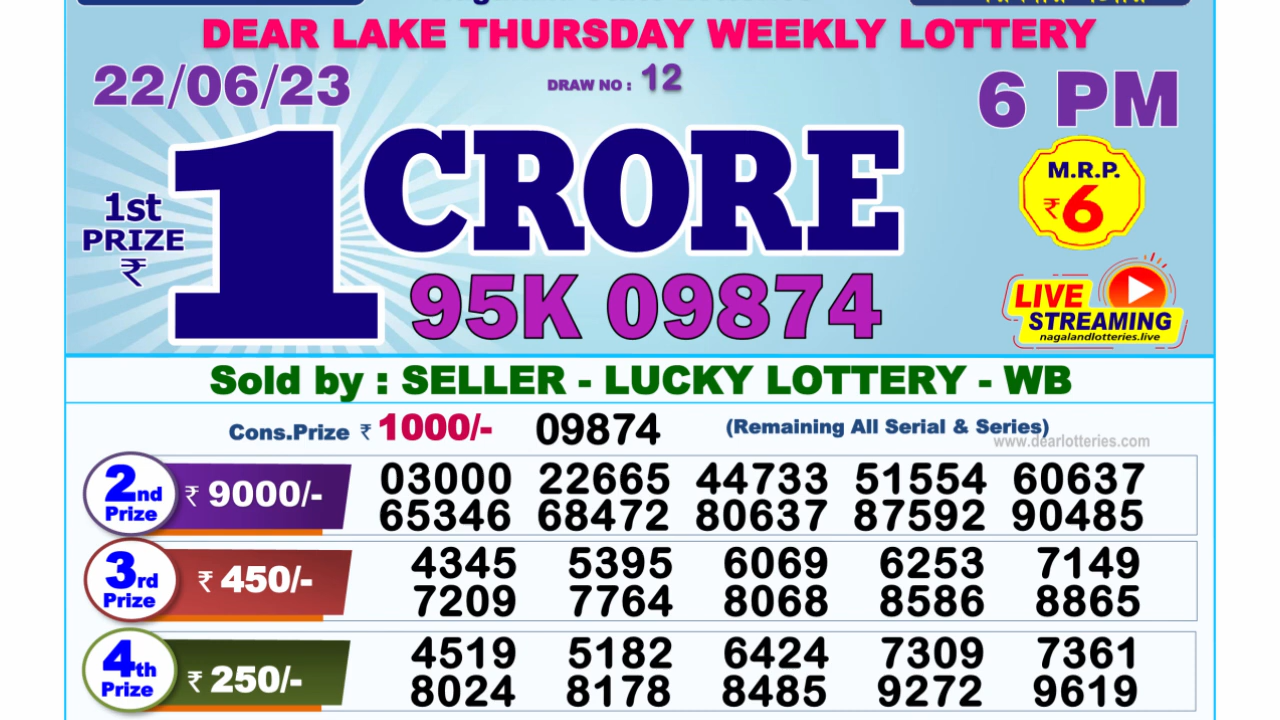 DEAR LAKE THURSDAY WEEKLY LOTTERY
22/06/23
DRAW NO : 12
6 PM
1st
PRIZE
₹
1 CRORE
M.R.P.
₹6
95K 09874
LIVE
STREAMING
nagalandlotteries.live
Sold by : SELLER - LUCKY LOTTERY - WB
Cons.Prize ₹ 1000/- 09874 (Remaining All Serial & Series)
www.dearlotteries.com
2nd
Prize
₹ 9000/-
03000 22665 44733 51554 60637
65346 68472 80637 87592 90485
3rd
Prize
₹ 450/-
4345 5395 6069 6253 7149
7209 7764 8068 8586 8865
4th
Prize
₹ 250/-
4519 5182 6424 7309 7361
8024 8178 8485 9272 9619